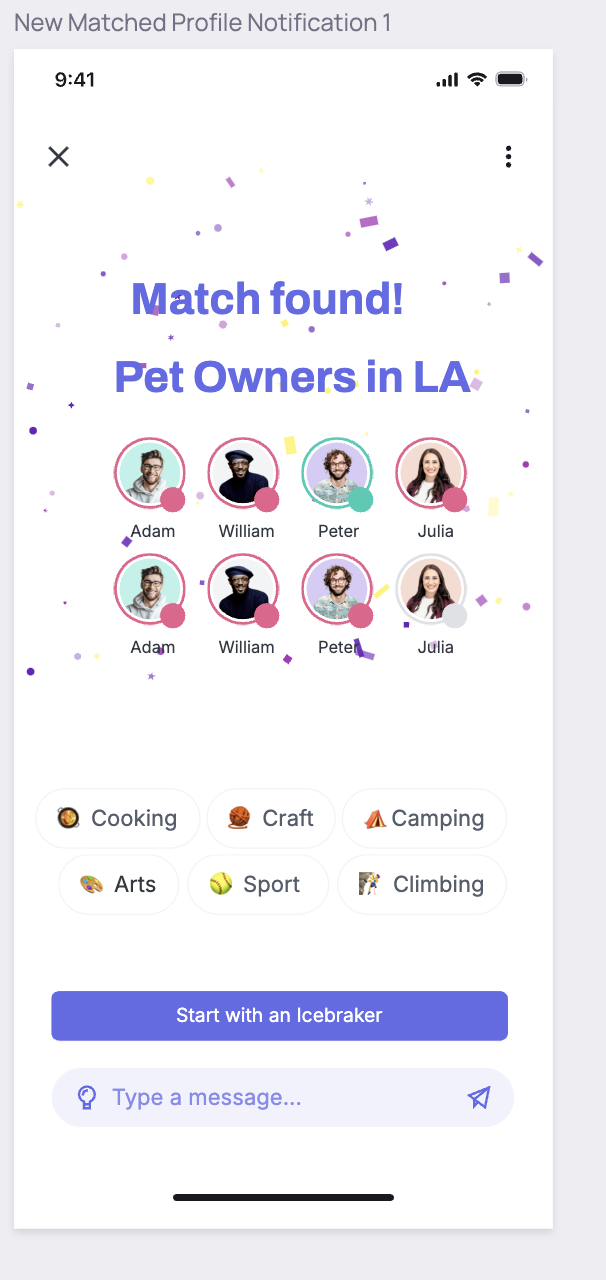 New Matched Profile Notification 1
9:41
Match found!
Pet Owners in LA
Adam William Peter Julia
Adam William Peter Julia
Cooking Craft Camping
Arts Sport Climbing
Start with an Icebraker
Type a message...